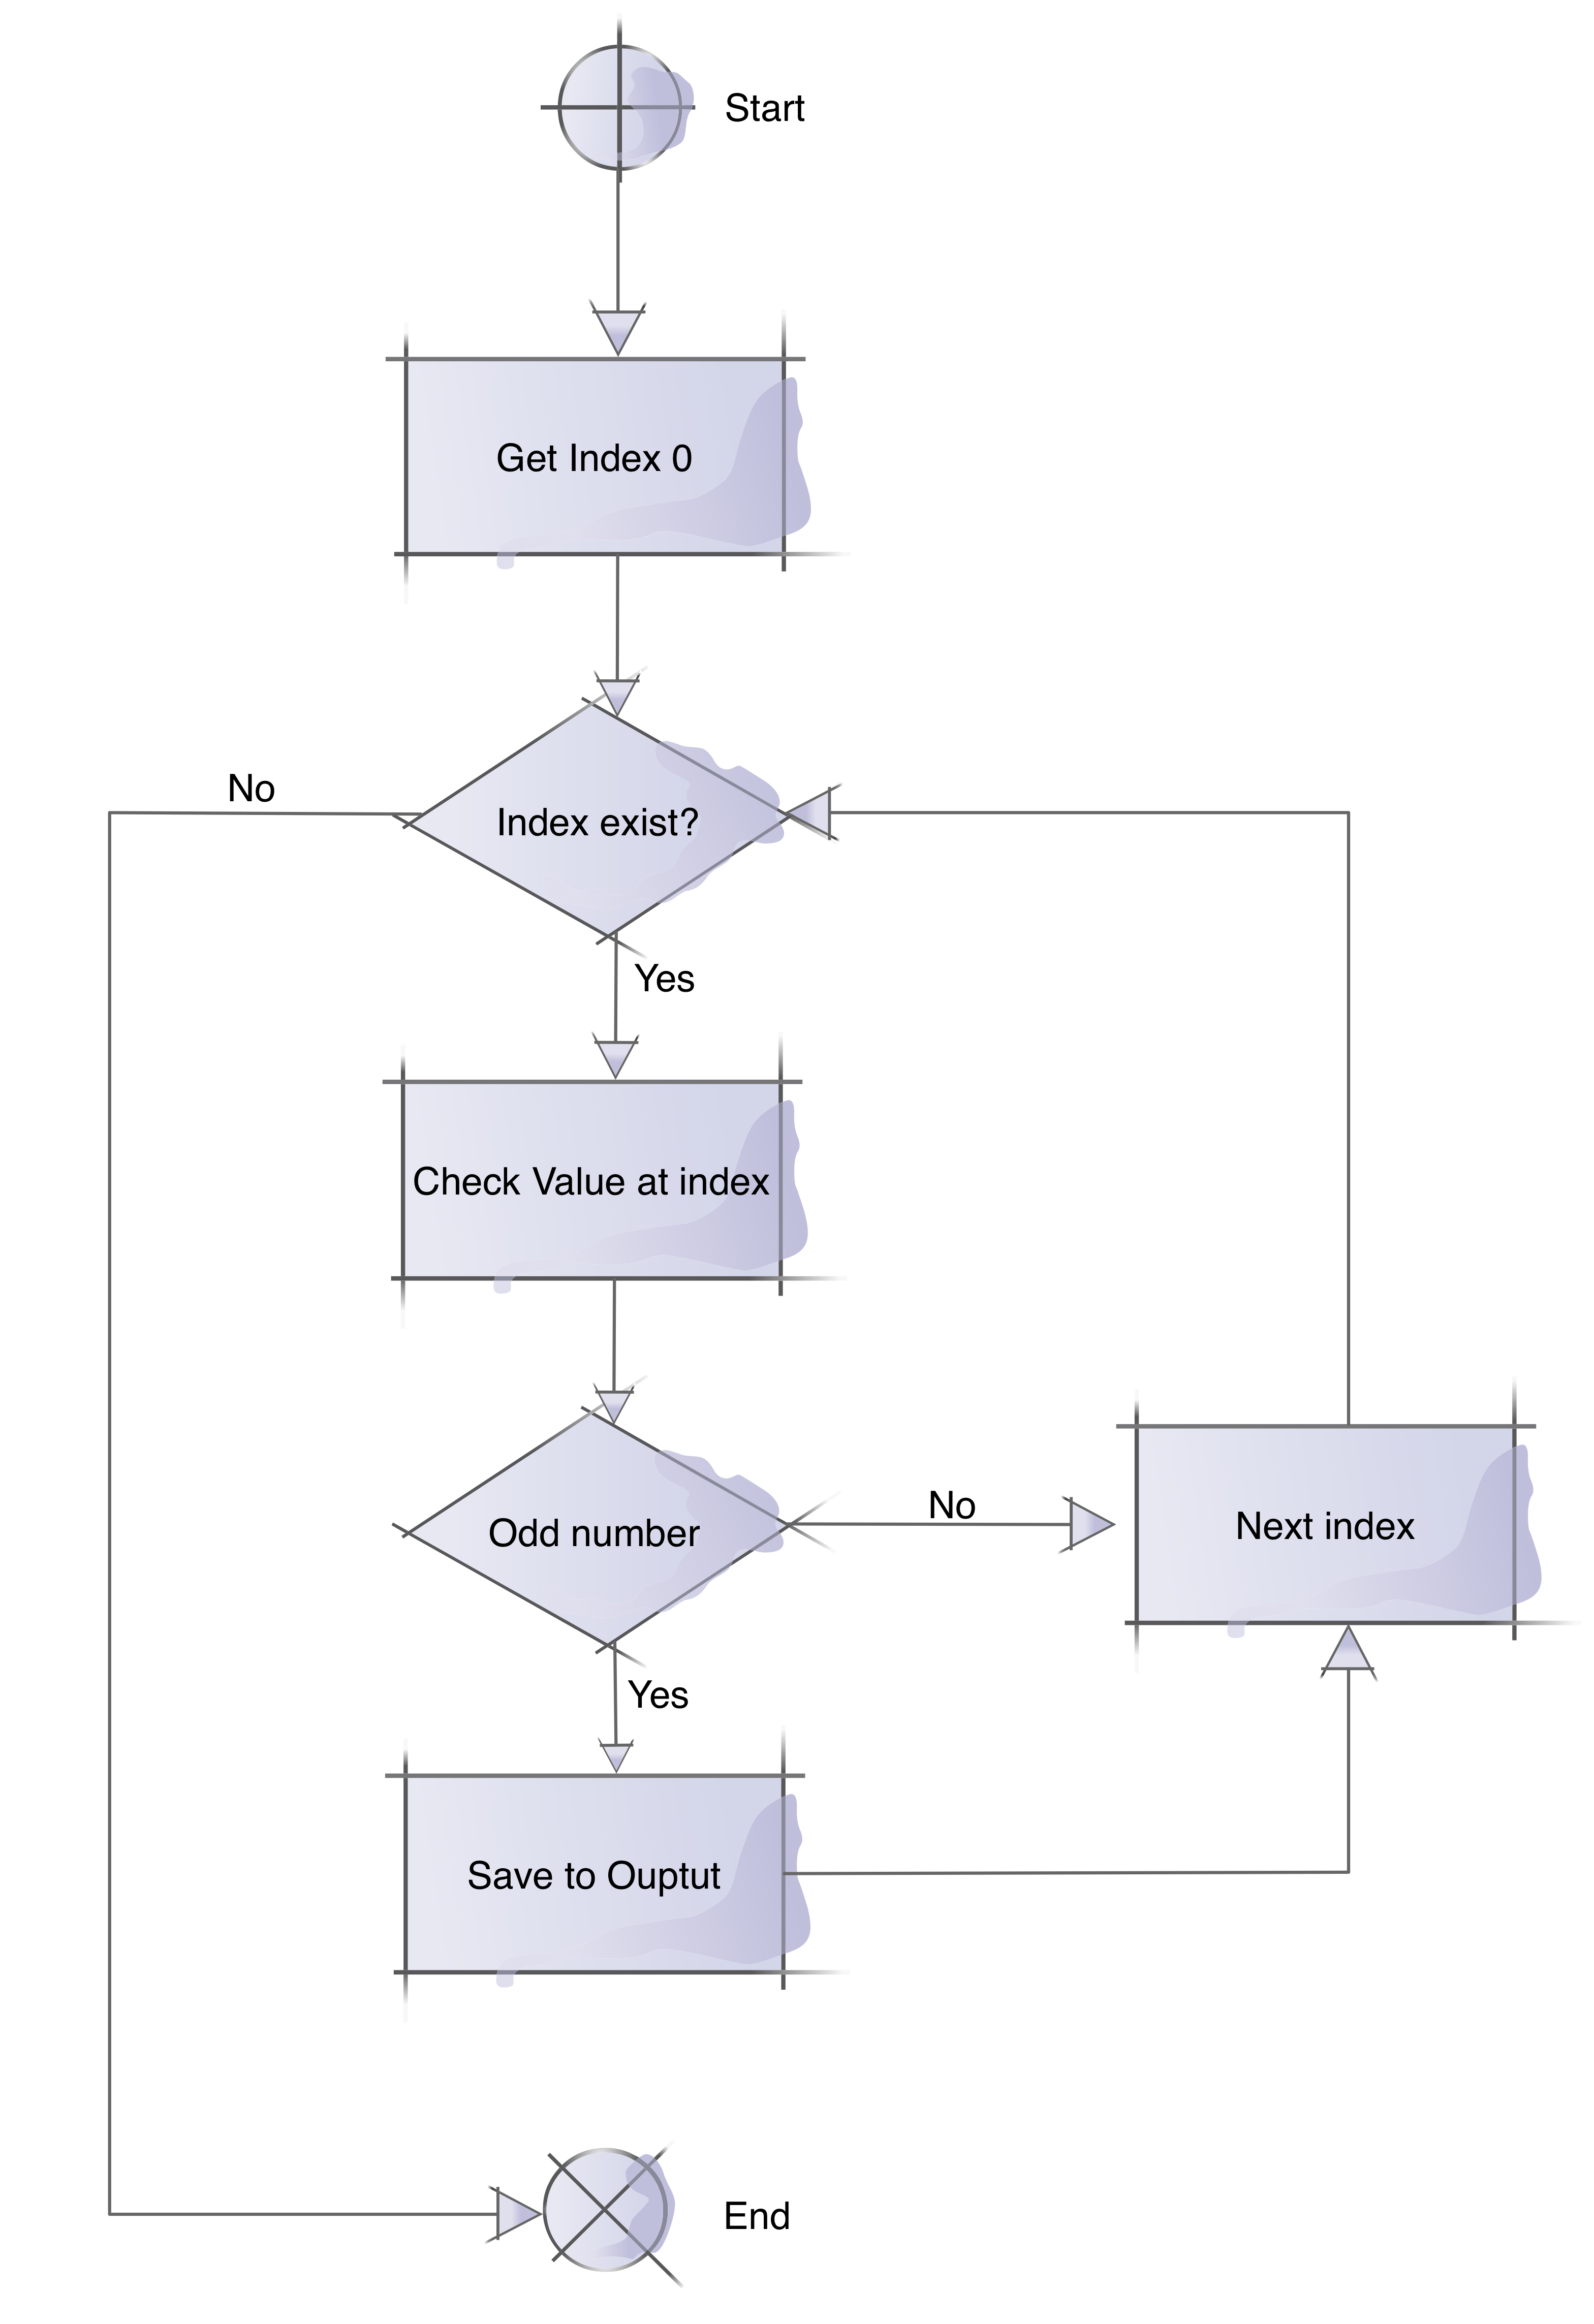 Start
Get Index 0
No
Index exist?
Yes
Check Value at index
Odd number
No
Next index
Yes
Save to Ouptut
End